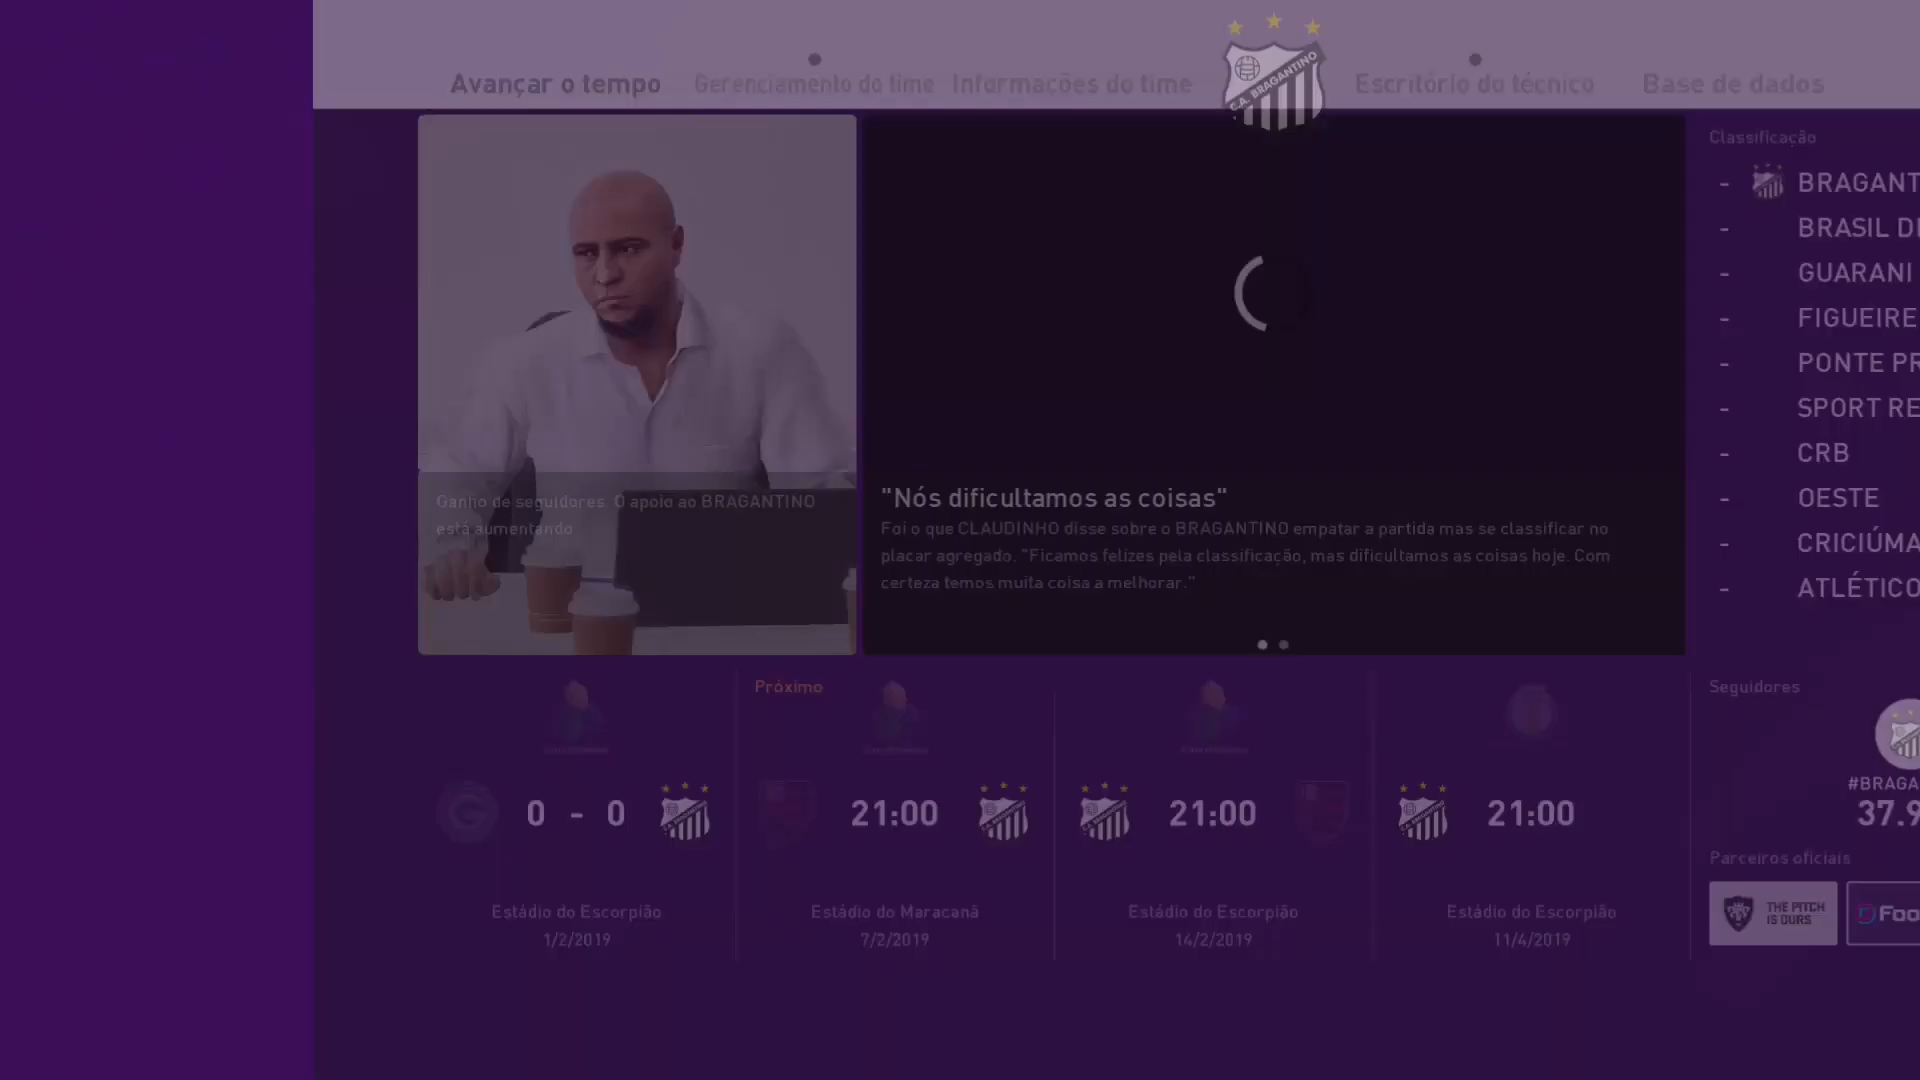 Avançar o tempo
Gerenciamento do time
Informações do time
C.A. BRAGANTINO
Escritório do técnico
Base de dados
Ganho de seguidores. O apoio ao BRAGANTINO
está aumentando
"Nós dificultamos as coisas"
Foi o que CLAUDINHO disse sobre o BRAGANTINO empatar a partida mas se classificar no
placar agregado. "Ficamos felizes pela classificação, mas dificultamos as coisas hoje. Com
certeza temos muita coisa a melhorar."
Classificação
- BRAGANT
- BRASIL DE
- GUARANI
- FIGUEIRE
- PONTE PR
- SPORT RE
- CRB
- OESTE
- CRICIÚMA
- ATLÉTICO
0 - 0
Estádio do Escorpião
1/2/2019
Próximo
21:00
Estádio do Maracanã
7/2/2019
21:00
Estádio do Escorpião
14/2/2019
21:00
Estádio do Escorpião
11/4/2019
Seguidores
#BRAGA
37.9
Parceiros oficiais
THE PITCH
IS OURS
Foo